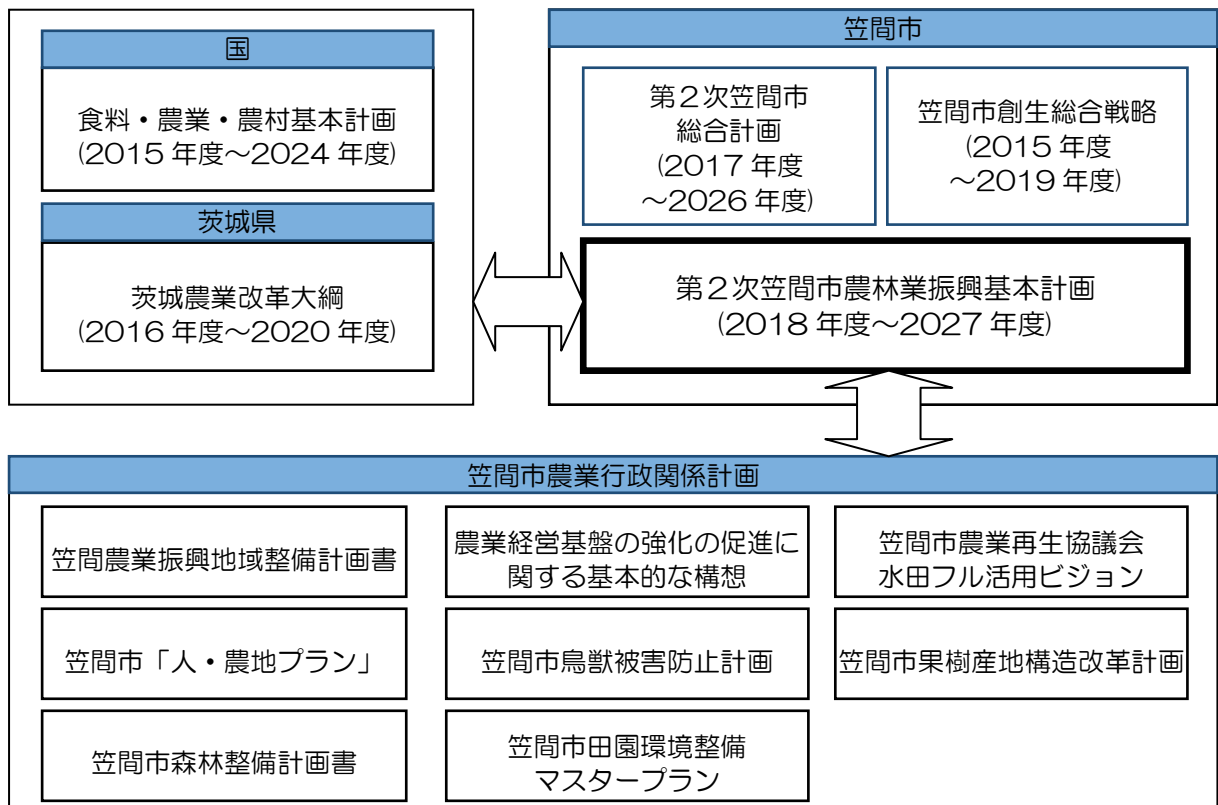 国
食料・農業・農村基本計画
(2015 年度～2024 年度)
茨城県
茨城農業改革大綱
(2016 年度～2020 年度)
笠間市
第２次笠間市
総合計画
(2017 年度
～2026 年度)
笠間市創生総合戦略
(2015 年度
～2019 年度)
第２次笠間市農林業振興基本計画
(2018 年度～2027 年度)
笠間市農業行政関係計画
笠間農業振興地域整備計画書
農業経営基盤の強化の促進に
関する基本的な構想
笠間市農業再生協議会
水田フル活用ビジョン
笠間市「人・農地プラン」
笠間市鳥獣被害防止計画
笠間市果樹産地構造改革計画
笠間市森林整備計画書
笠間市田園環境整備
マスタープラン